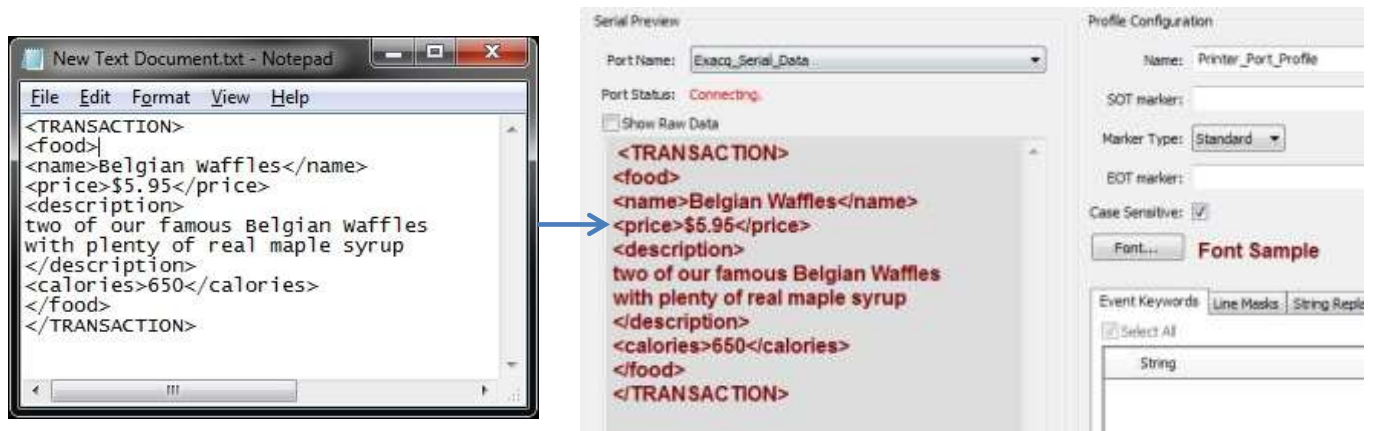 New Text Document.txt - Notepad
File Edit Format View Help
<TRANSACTION>
<food>
<name>Belgian Waffles</name>
<price>$5.95</price>
<description>
two of our famous Belgian Waffles
with plenty of real maple syrup
</description>
<calories>650</calories>
</food>
</TRANSACTION>
Serial Preview
Port Name: Exacq_Serial_Data
Port Status: Connecting.
Show Raw Data
<TRANSACTION>
<food>
<name>Belgian Waffles</name>
<price>$5.95</price>
<description>
two of our famous Belgian Waffles
with plenty of real maple syrup
</description>
<calories>650</calories>
</food>
</TRANSACTION>
Profile Configuration
Name: Printer_Port_Profile
SOT marker:
Marker Type: Standard
EOT marker:
Case Sensitive:
Font... Font Sample
Event Keywords Line Masks String Repla
Select All
String